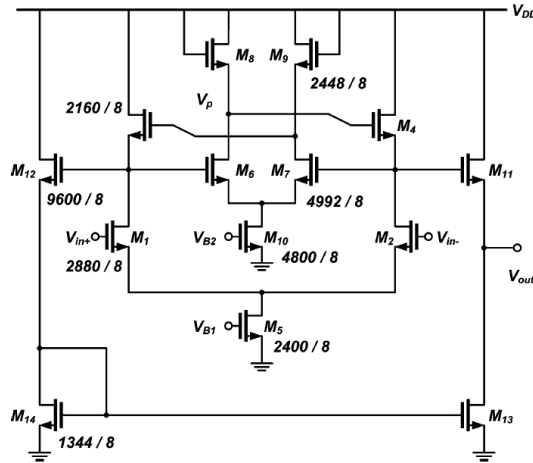 V_DD
M_8
M_9
2448 / 8
2160 / 8
V_p
M_4
M_12
M_6
M_7
M_11
9600 / 8
4992 / 8
V_in+
M_1
V_B2
M_10
M_2
V_in-
2880 / 8
4800 / 8
V_out
V_B1
M_5
2400 / 8
M_14
M_13
1344 / 8